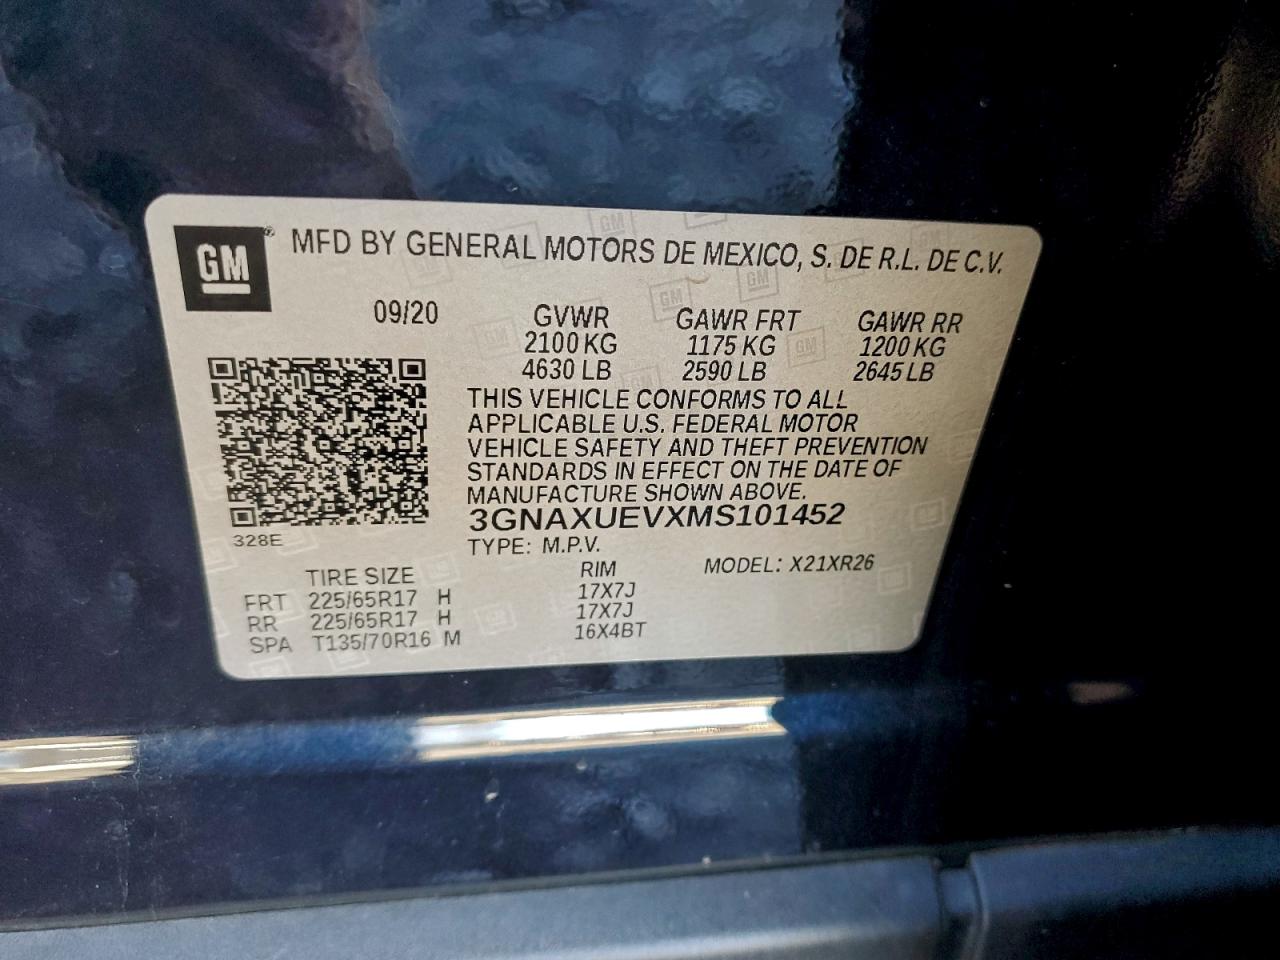 GM® MFD BY GENERAL MOTORS DE MEXICO, S. DE R.L. DE C.V.
09/20 GVWR GAWR FRT GAWR RR
2100 KG 1175 KG 1200 KG
4630 LB 2590 LB 2645 LB
THIS VEHICLE CONFORMS TO ALL
APPLICABLE U.S. FEDERAL MOTOR
VEHICLE SAFETY AND THEFT PREVENTION
STANDARDS IN EFFECT ON THE DATE OF
MANUFACTURE SHOWN ABOVE.
3GNAXUEVXMS101452
328E
TYPE: M.P.V.
TIRE SIZE RIM MODEL: X21XR26
FRT 225/65R17 H 17X7J
RR 225/65R17 H 17X7J
SPA T135/70R16 M 16X4BT